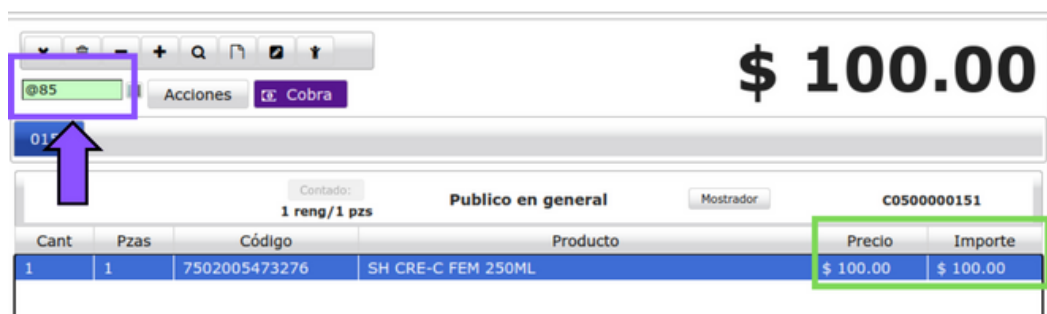 $ 100.00
@85 Acciones Cobra
Contado:
1 reng/1 pzs Publico en general Mostrador C0500000151
Cant Pzas Código Producto Precio Importe
1 1 7502005473276 SH CRE-C FEM 250ML $ 100.00 $ 100.00